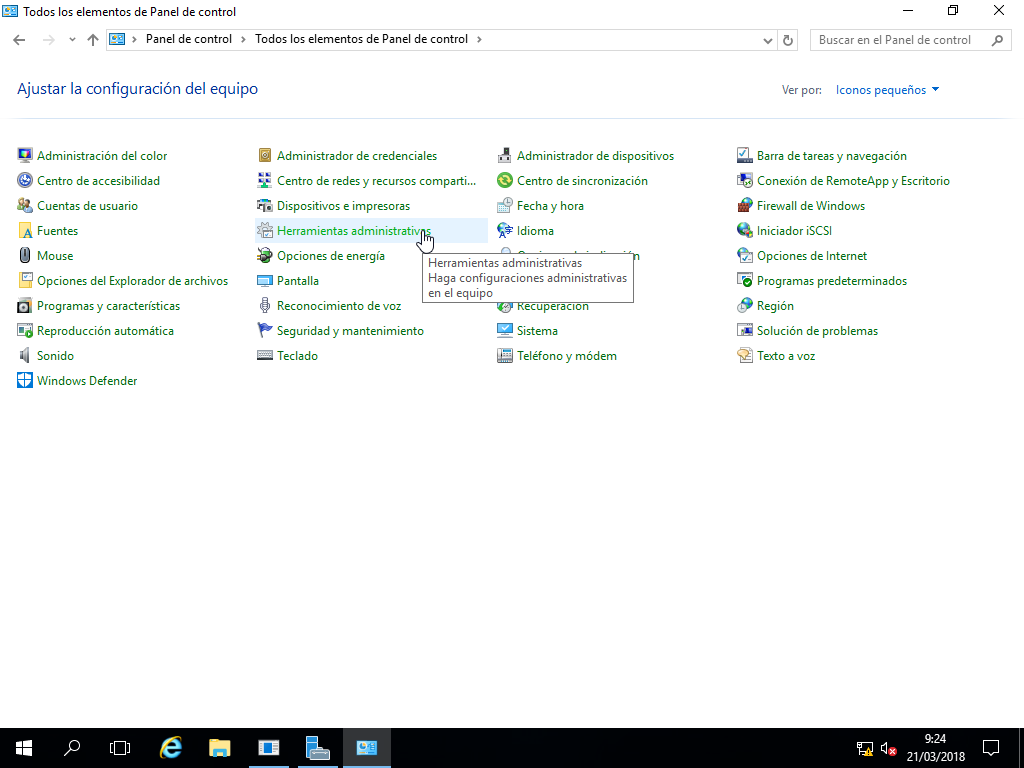 Todos los elementos de Panel de control
Panel de control
Todos los elementos de Panel de control
Buscar en el Panel de control
Ajustar la configuración del equipo
Ver por:
Iconos pequeños
Administración del color
Administrador de credenciales
Administrador de dispositivos
Barra de tareas y navegación
Centro de accesibilidad
Centro de redes y recursos comparti...
Centro de sincronización
Conexión de RemoteApp y Escritorio
Cuentas de usuario
Dispositivos e impresoras
Fecha y hora
Firewall de Windows
Fuentes
Herramientas administrativas
Idioma
Iniciador iSCSI
Mouse
Opciones de energía
Opciones de Internet
Herramientas administrativas
Haga configuraciones administrativas
en el equipo
Opciones del Explorador de archivos
Pantalla
Programas predeterminados
Programas y características
Reconocimiento de voz
Recuperación
Región
Reproducción automática
Seguridad y mantenimiento
Sistema
Solución de problemas
Sonido
Teclado
Teléfono y módem
Texto a voz
Windows Defender
9:24
21/03/2018